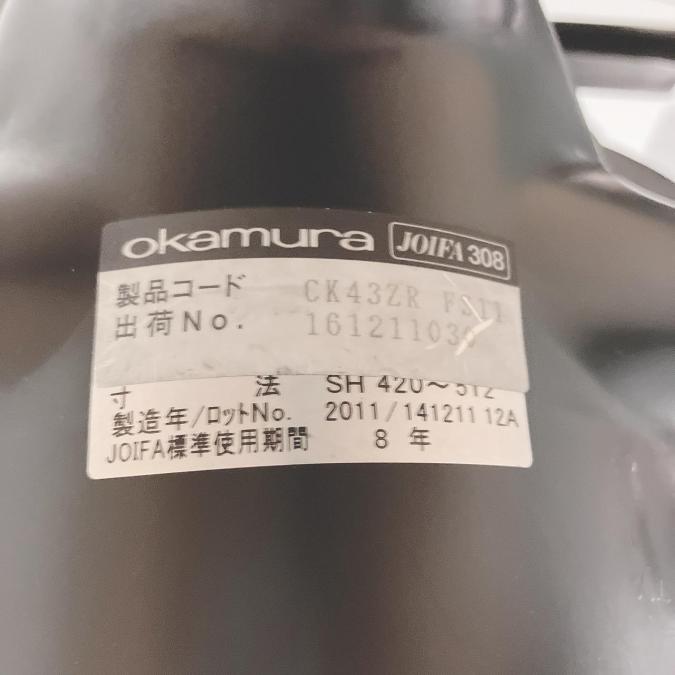 okamura JOIFA 308
製品コード CK43ZR FS11
出荷No. 161211030
寸 法 SH 420～512
製造年/ロットNo. 2011/141211 12A
JOIFA標準使用期間 8 年